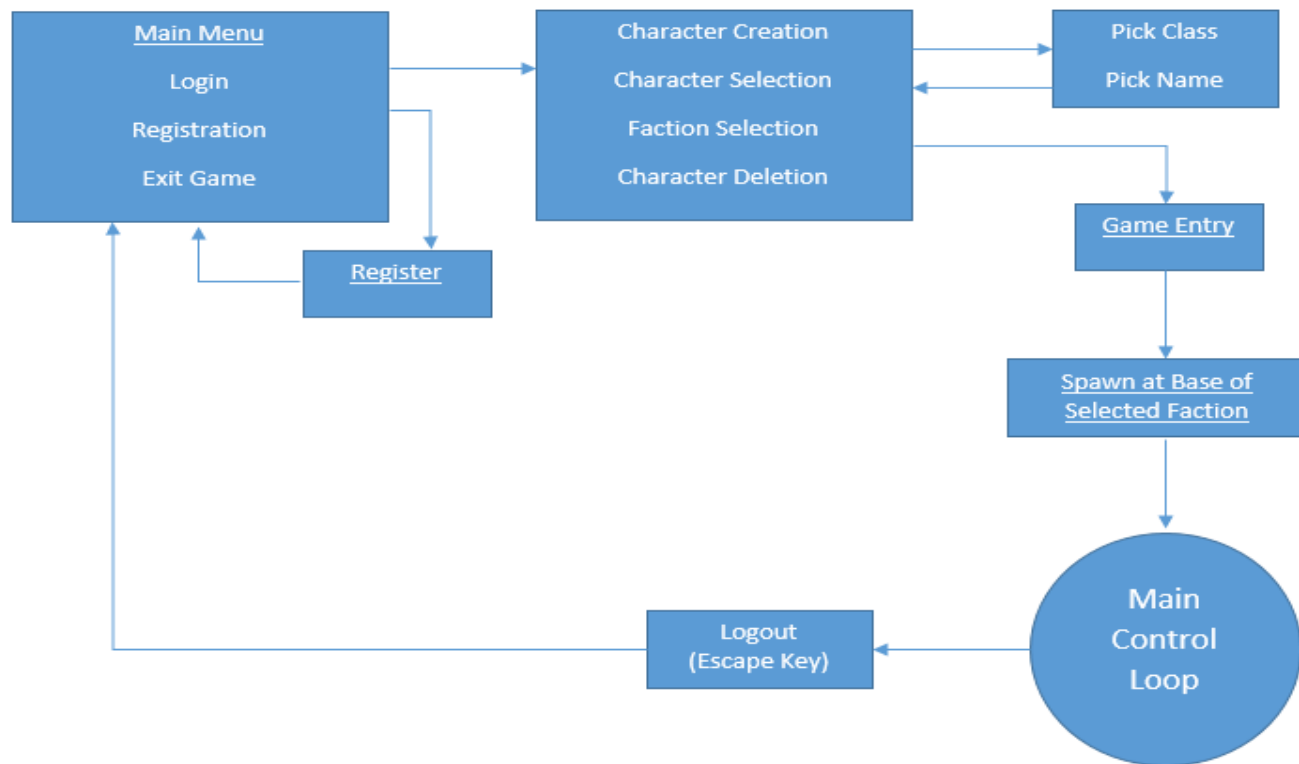 Main Menu
Login
Registration
Exit Game
Character Creation
Character Selection
Faction Selection
Character Deletion
Pick Class
Pick Name
Register
Game Entry
Spawn at Base of
Selected Faction
Main
Control
Loop
Logout
(Escape Key)